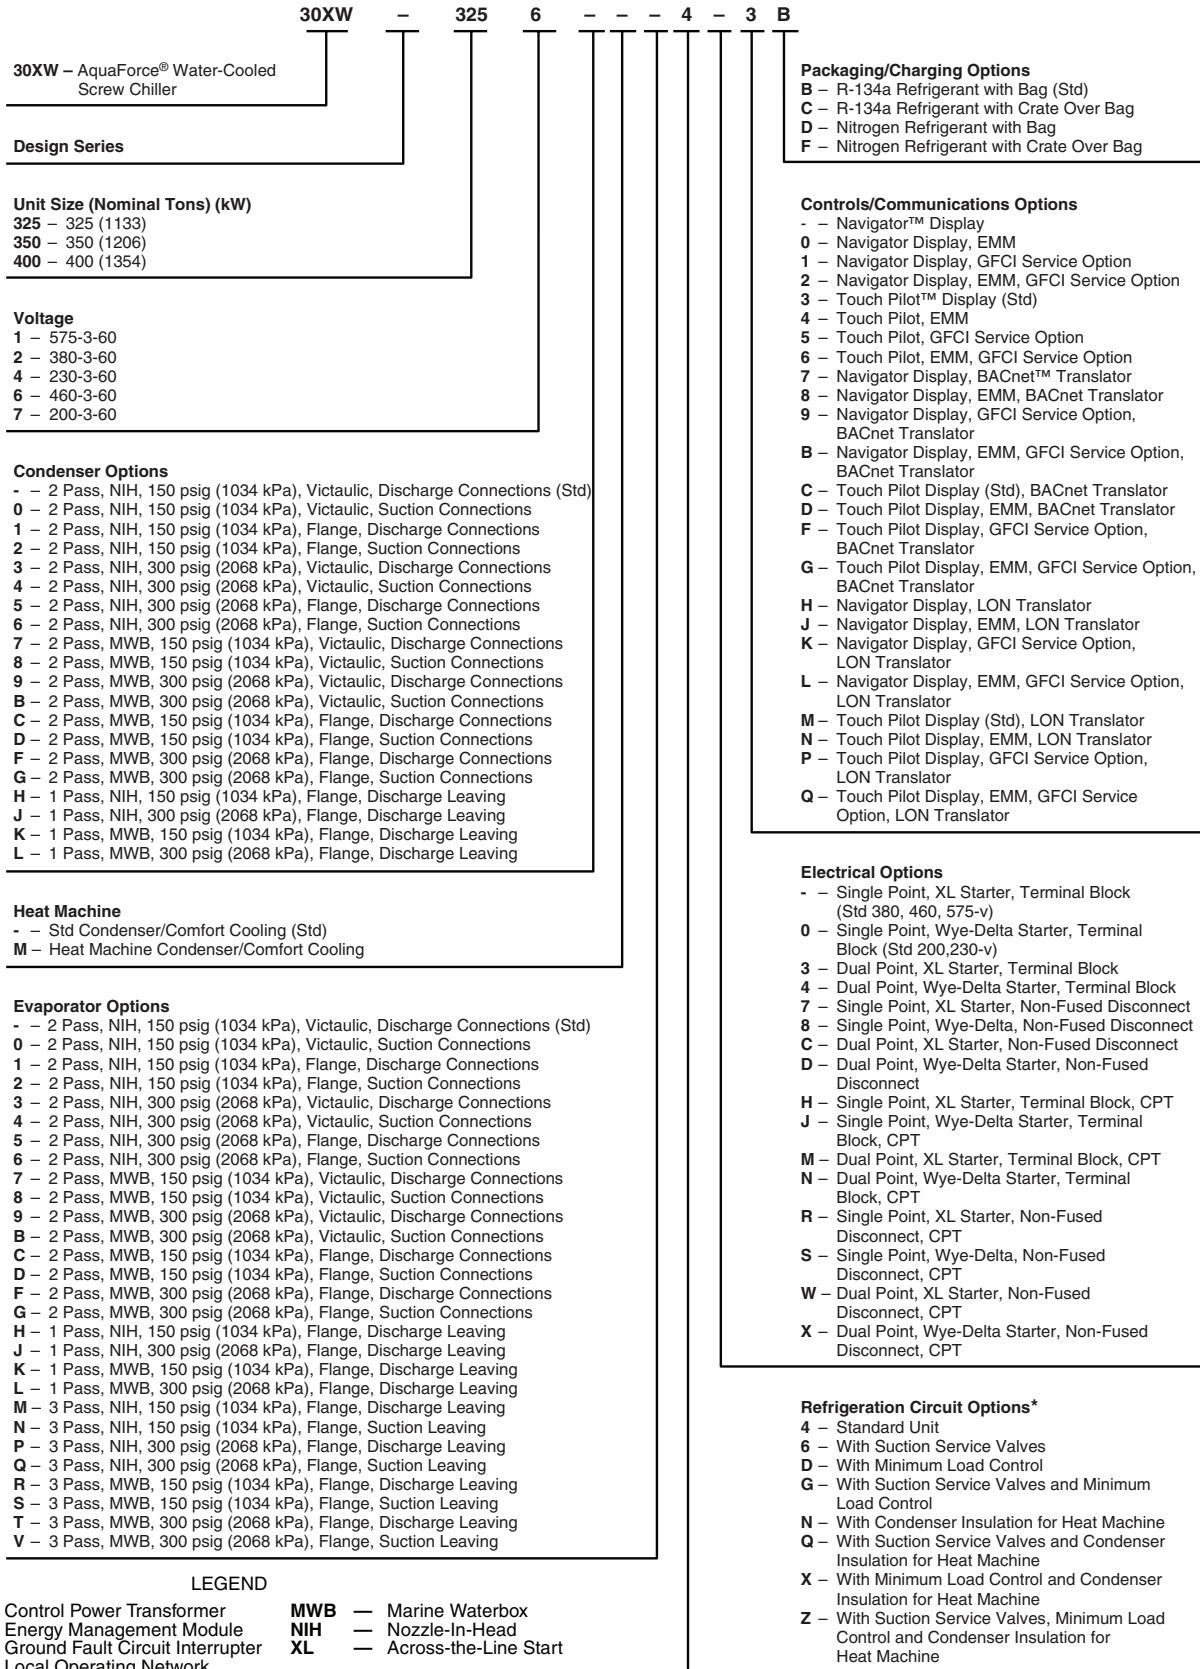 30XW – 325 6 – – – 4 – 3 B
30XW – AquaForce® Water-Cooled
Screw Chiller
Design Series
Unit Size (Nominal Tons) (kW)
325 – 325 (1133)
350 – 350 (1206)
400 – 400 (1354)
Voltage
1 – 575-3-60
2 – 380-3-60
4 – 230-3-60
6 – 460-3-60
7 – 200-3-60
Condenser Options
- – 2 Pass, NIH, 150 psig (1034 kPa), Victaulic, Discharge Connections (Std)
0 – 2 Pass, NIH, 150 psig (1034 kPa), Victaulic, Suction Connections
1 – 2 Pass, NIH, 150 psig (1034 kPa), Flange, Discharge Connections
2 – 2 Pass, NIH, 150 psig (1034 kPa), Flange, Suction Connections
3 – 2 Pass, NIH, 300 psig (2068 kPa), Victaulic, Discharge Connections
4 – 2 Pass, NIH, 300 psig (2068 kPa), Victaulic, Suction Connections
5 – 2 Pass, NIH, 300 psig (2068 kPa), Flange, Discharge Connections
6 – 2 Pass, NIH, 300 psig (2068 kPa), Flange, Suction Connections
7 – 2 Pass, MWB, 150 psig (1034 kPa), Victaulic, Discharge Connections
8 – 2 Pass, MWB, 150 psig (1034 kPa), Victaulic, Suction Connections
9 – 2 Pass, MWB, 300 psig (2068 kPa), Victaulic, Discharge Connections
B – 2 Pass, MWB, 300 psig (2068 kPa), Victaulic, Suction Connections
C – 2 Pass, MWB, 150 psig (1034 kPa), Flange, Discharge Connections
D – 2 Pass, MWB, 150 psig (1034 kPa), Flange, Suction Connections
F – 2 Pass, MWB, 300 psig (2068 kPa), Flange, Discharge Connections
G – 2 Pass, MWB, 300 psig (2068 kPa), Flange, Suction Connections
H – 1 Pass, NIH, 150 psig (1034 kPa), Flange, Discharge Leaving
J – 1 Pass, NIH, 300 psig (2068 kPa), Flange, Discharge Leaving
K – 1 Pass, MWB, 150 psig (1034 kPa), Flange, Discharge Leaving
L – 1 Pass, MWB, 300 psig (2068 kPa), Flange, Discharge Leaving
Heat Machine
- – Std Condenser/Comfort Cooling (Std)
M – Heat Machine Condenser/Comfort Cooling
Evaporator Options
- – 2 Pass, NIH, 150 psig (1034 kPa), Victaulic, Discharge Connections (Std)
0 – 2 Pass, NIH, 150 psig (1034 kPa), Victaulic, Suction Connections
1 – 2 Pass, NIH, 150 psig (1034 kPa), Flange, Discharge Connections
2 – 2 Pass, NIH, 150 psig (1034 kPa), Flange, Suction Connections
3 – 2 Pass, NIH, 300 psig (2068 kPa), Victaulic, Discharge Connections
4 – 2 Pass, NIH, 300 psig (2068 kPa), Victaulic, Suction Connections
5 – 2 Pass, NIH, 300 psig (2068 kPa), Flange, Discharge Connections
6 – 2 Pass, NIH, 300 psig (2068 kPa), Flange, Suction Connections
7 – 2 Pass, MWB, 150 psig (1034 kPa), Victaulic, Discharge Connections
8 – 2 Pass, MWB, 150 psig (1034 kPa), Victaulic, Suction Connections
9 – 2 Pass, MWB, 300 psig (2068 kPa), Victaulic, Discharge Connections
B – 2 Pass, MWB, 300 psig (2068 kPa), Victaulic, Suction Connections
C – 2 Pass, MWB, 150 psig (1034 kPa), Flange, Discharge Connections
D – 2 Pass, MWB, 150 psig (1034 kPa), Flange, Suction Connections
F – 2 Pass, MWB, 300 psig (2068 kPa), Flange, Discharge Connections
G – 2 Pass, MWB, 300 psig (2068 kPa), Flange, Suction Connections
H – 1 Pass, NIH, 150 psig (1034 kPa), Flange, Discharge Leaving
J – 1 Pass, NIH, 300 psig (2068 kPa), Flange, Discharge Leaving
K – 1 Pass, MWB, 150 psig (1034 kPa), Flange, Discharge Leaving
L – 1 Pass, MWB, 300 psig (2068 kPa), Flange, Discharge Leaving
M – 3 Pass, NIH, 150 psig (1034 kPa), Flange, Discharge Leaving
N – 3 Pass, NIH, 150 psig (1034 kPa), Flange, Suction Leaving
P – 3 Pass, NIH, 300 psig (2068 kPa), Flange, Discharge Leaving
Q – 3 Pass, NIH, 300 psig (2068 kPa), Flange, Suction Leaving
R – 3 Pass, MWB, 150 psig (1034 kPa), Flange, Discharge Leaving
S – 3 Pass, MWB, 150 psig (1034 kPa), Flange, Suction Leaving
T – 3 Pass, MWB, 300 psig (2068 kPa), Flange, Discharge Leaving
V – 3 Pass, MWB, 300 psig (2068 kPa), Flange, Suction Leaving
LEGEND
Control Power Transformer MWB — Marine Waterbox
Energy Management Module NIH — Nozzle-In-Head
Ground Fault Circuit Interrupter XL — Across-the-Line Start
Local Operating Network
Packaging/Charging Options
B – R-134a Refrigerant with Bag (Std)
C – R-134a Refrigerant with Crate Over Bag
D – Nitrogen Refrigerant with Bag
F – Nitrogen Refrigerant with Crate Over Bag
Controls/Communications Options
- – Navigator™ Display
0 – Navigator Display, EMM
1 – Navigator Display, GFCI Service Option
2 – Navigator Display, EMM, GFCI Service Option
3 – Touch Pilot™ Display (Std)
4 – Touch Pilot, EMM
5 – Touch Pilot, GFCI Service Option
6 – Touch Pilot, EMM, GFCI Service Option
7 – Navigator Display, BACnet™ Translator
8 – Navigator Display, EMM, BACnet Translator
9 – Navigator Display, GFCI Service Option,
BACnet Translator
B – Navigator Display, EMM, GFCI Service Option,
BACnet Translator
C – Touch Pilot Display (Std), BACnet Translator
D – Touch Pilot Display, EMM, BACnet Translator
F – Touch Pilot Display, GFCI Service Option,
BACnet Translator
G – Touch Pilot Display, EMM, GFCI Service Option,
BACnet Translator
H – Navigator Display, LON Translator
J – Navigator Display, EMM, LON Translator
K – Navigator Display, GFCI Service Option,
LON Translator
L – Navigator Display, EMM, GFCI Service Option,
LON Translator
M – Touch Pilot Display (Std), LON Translator
N – Touch Pilot Display, EMM, LON Translator
P – Touch Pilot Display, GFCI Service Option,
LON Translator
Q – Touch Pilot Display, EMM, GFCI Service
Option, LON Translator
Electrical Options
- – Single Point, XL Starter, Terminal Block
(Std 380, 460, 575-v)
0 – Single Point, Wye-Delta Starter, Terminal
Block (Std 200,230-v)
3 – Dual Point, XL Starter, Terminal Block
4 – Dual Point, Wye-Delta Starter, Terminal Block
7 – Single Point, XL Starter, Non-Fused Disconnect
8 – Single Point, Wye-Delta, Non-Fused Disconnect
C – Dual Point, XL Starter, Non-Fused Disconnect
D – Dual Point, Wye-Delta Starter, Non-Fused
Disconnect
H – Single Point, XL Starter, Terminal Block, CPT
J – Single Point, Wye-Delta Starter, Terminal
Block, CPT
M – Dual Point, XL Starter, Terminal Block, CPT
N – Dual Point, Wye-Delta Starter, Terminal
Block, CPT
R – Single Point, XL Starter, Non-Fused
Disconnect, CPT
S – Single Point, Wye-Delta, Non-Fused
Disconnect, CPT
W – Dual Point, XL Starter, Non-Fused
Disconnect, CPT
X – Dual Point, Wye-Delta Starter, Non-Fused
Disconnect, CPT
Refrigeration Circuit Options*
4 – Standard Unit
6 – With Suction Service Valves
D – With Minimum Load Control
G – With Suction Service Valves and Minimum
Load Control
N – With Condenser Insulation for Heat Machine
Q – With Suction Service Valves and Condenser
Insulation for Heat Machine
X – With Minimum Load Control and Condenser
Insulation for Heat Machine
Z – With Suction Service Valves, Minimum Load
Control and Condenser Insulation for
Heat Machine